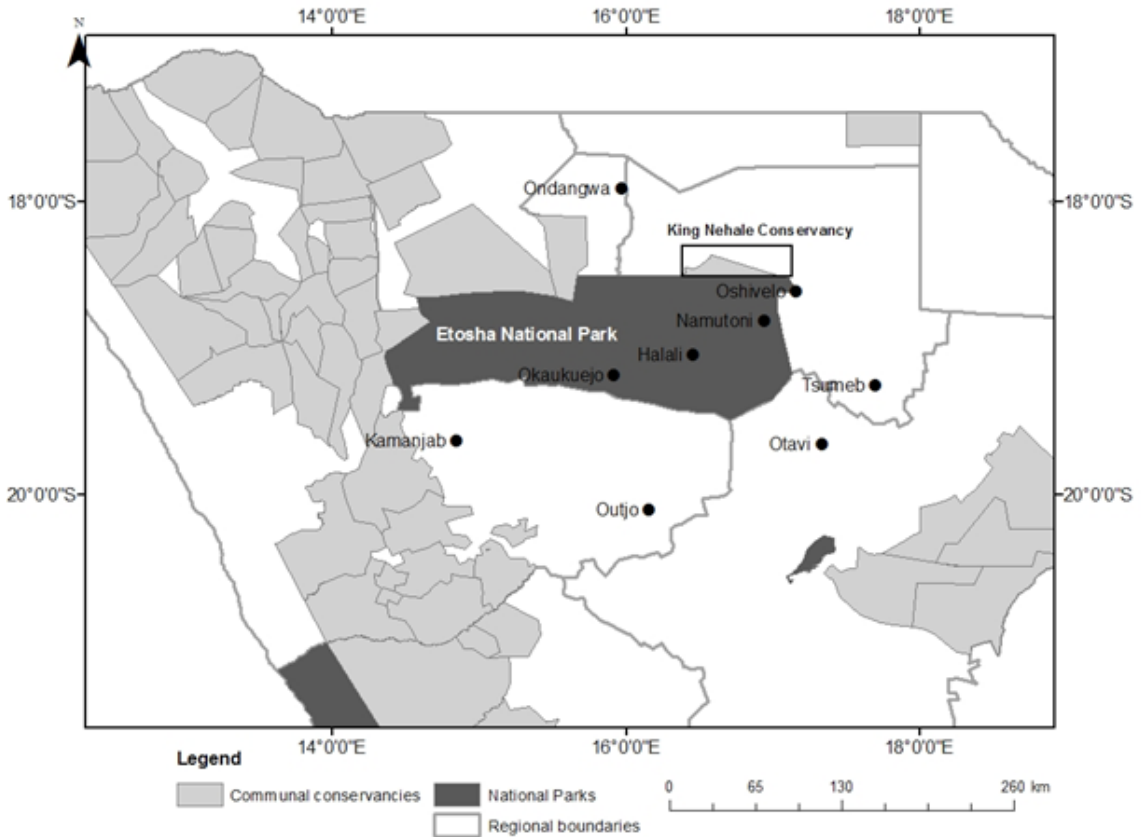 14°0'0"E 16°0'0"E 18°0'0"E
N
18°0'0"S 18°0'0"S
Ondangwa
King Nehale Conservancy
Oshivelo
Namutoni
Etosha National Park
Halali
Okaukuejo
Tsumeb
Kamanjab
Otavi
20°0'0"S 20°0'0"S
Outjo
14°0'0"E 16°0'0"E 18°0'0"E
Legend
Communal conservancies
National Parks
Regional boundaries
0 65 130 260 km